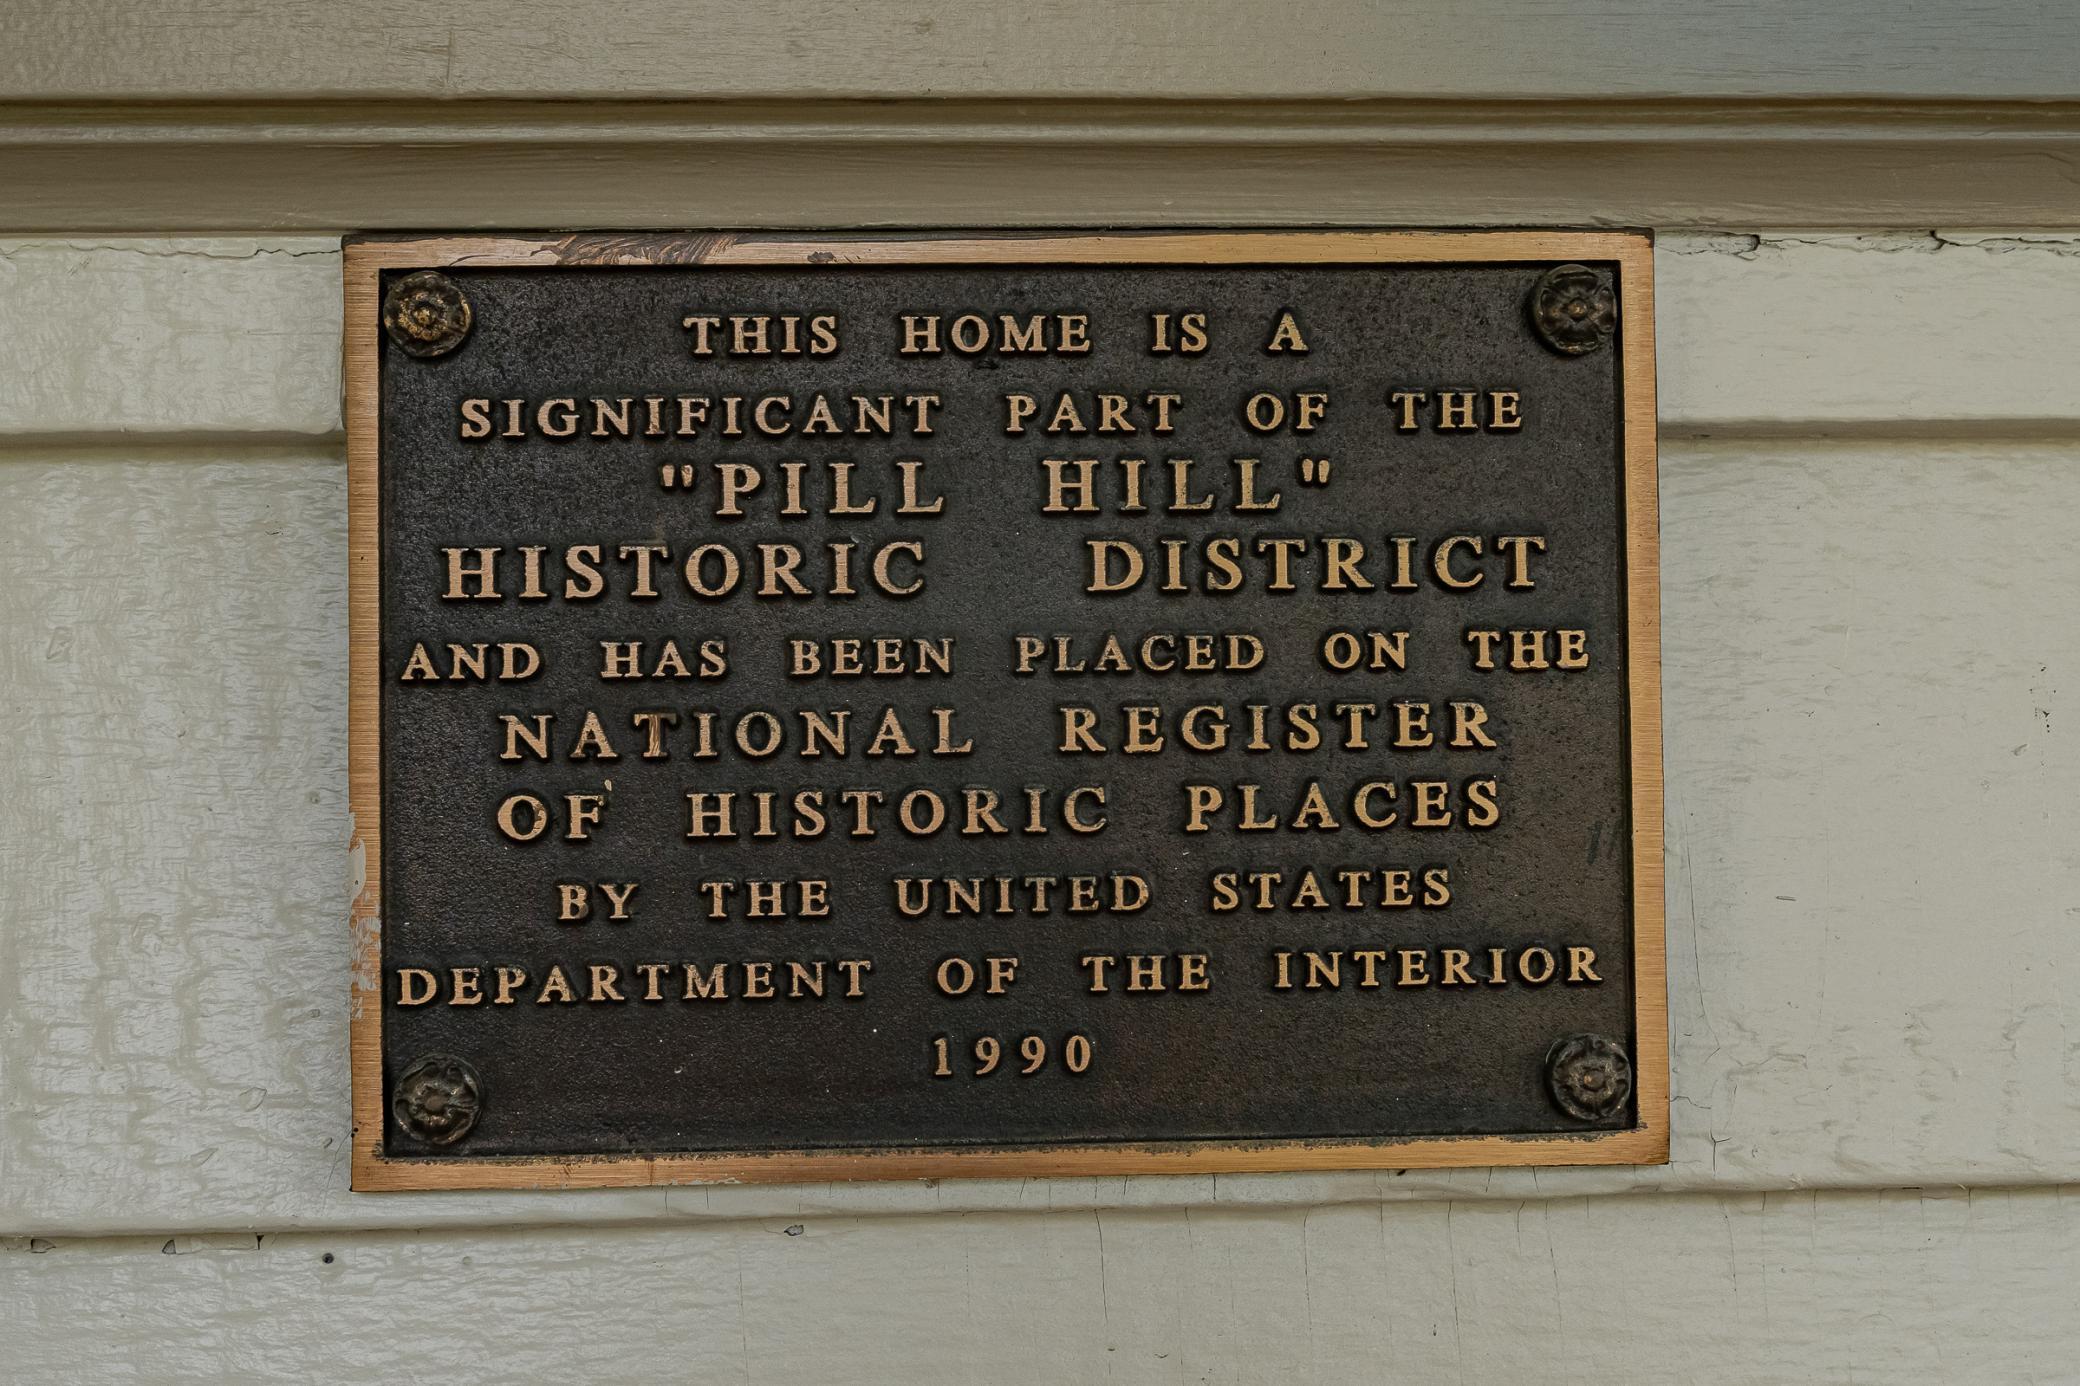 THIS HOME IS A
SIGNIFICANT PART OF THE
"PILL HILL"
HISTORIC DISTRICT
AND HAS BEEN PLACED ON THE
NATIONAL REGISTER
OF HISTORIC PLACES
BY THE UNITED STATES
DEPARTMENT OF THE INTERIOR
1990